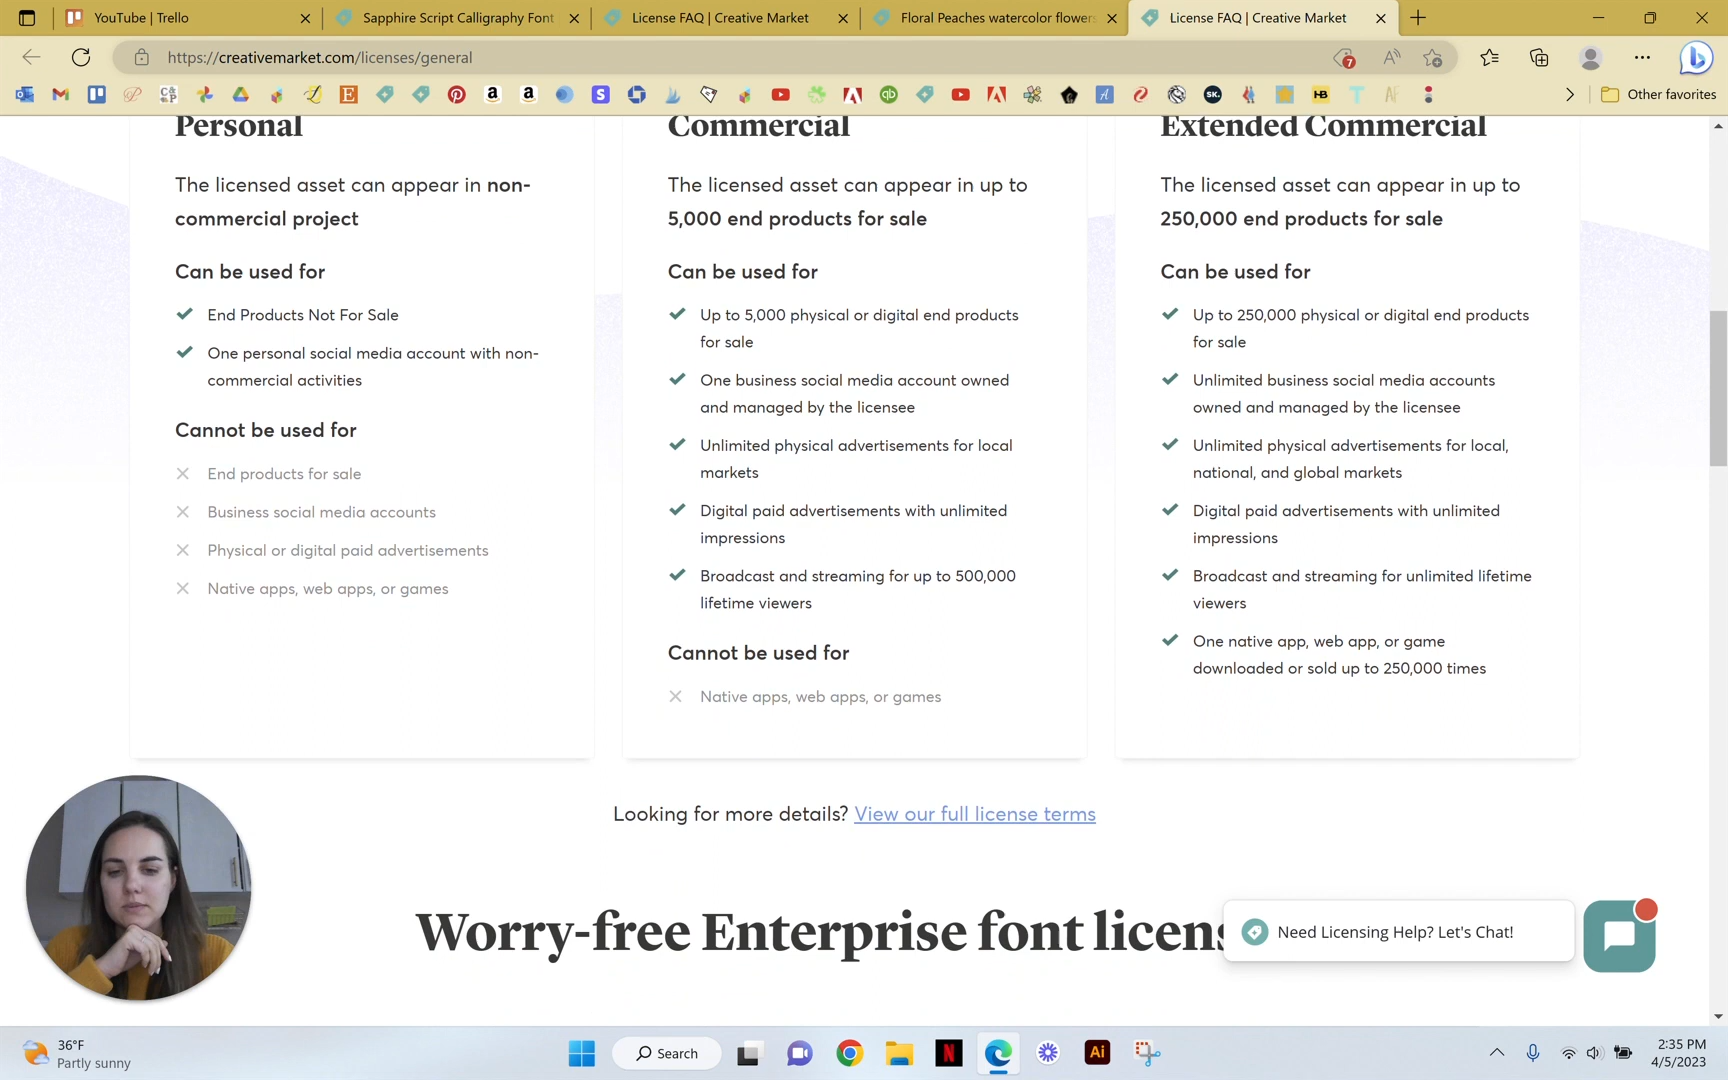 YouTube | Trello
Sapphire Script Calligraphy Font
License FAQ | Creative Market
Floral Peaches watercolor flowers
License FAQ | Creative Market
https://creativemarket.com/licenses/general
7
Other favorites
Personal
The licensed asset can appear in non-
commercial project
Can be used for
End Products Not For Sale
One personal social media account with non-
commercial activities
Cannot be used for
End products for sale
Business social media accounts
Physical or digital paid advertisements
Native apps, web apps, or games
Commercial
The licensed asset can appear in up to
5,000 end products for sale
Can be used for
Up to 5,000 physical or digital end products
for sale
One business social media account owned
and managed by the licensee
Unlimited physical advertisements for local
markets
Digital paid advertisements with unlimited
impressions
Broadcast and streaming for up to 500,000
lifetime viewers
Cannot be used for
Native apps, web apps, or games
Extended Commercial
The licensed asset can appear in up to
250,000 end products for sale
Can be used for
Up to 250,000 physical or digital end products
for sale
Unlimited business social media accounts
owned and managed by the licensee
Unlimited physical advertisements for local,
national, and global markets
Digital paid advertisements with unlimited
impressions
Broadcast and streaming for unlimited lifetime
viewers
One native app, web app, or game
downloaded or sold up to 250,000 times
Looking for more details? View our full license terms
Worry-free Enterprise font licens
Need Licensing Help? Let's Chat!
36°F
Partly sunny
Search
Ai
2:35 PM
4/5/2023